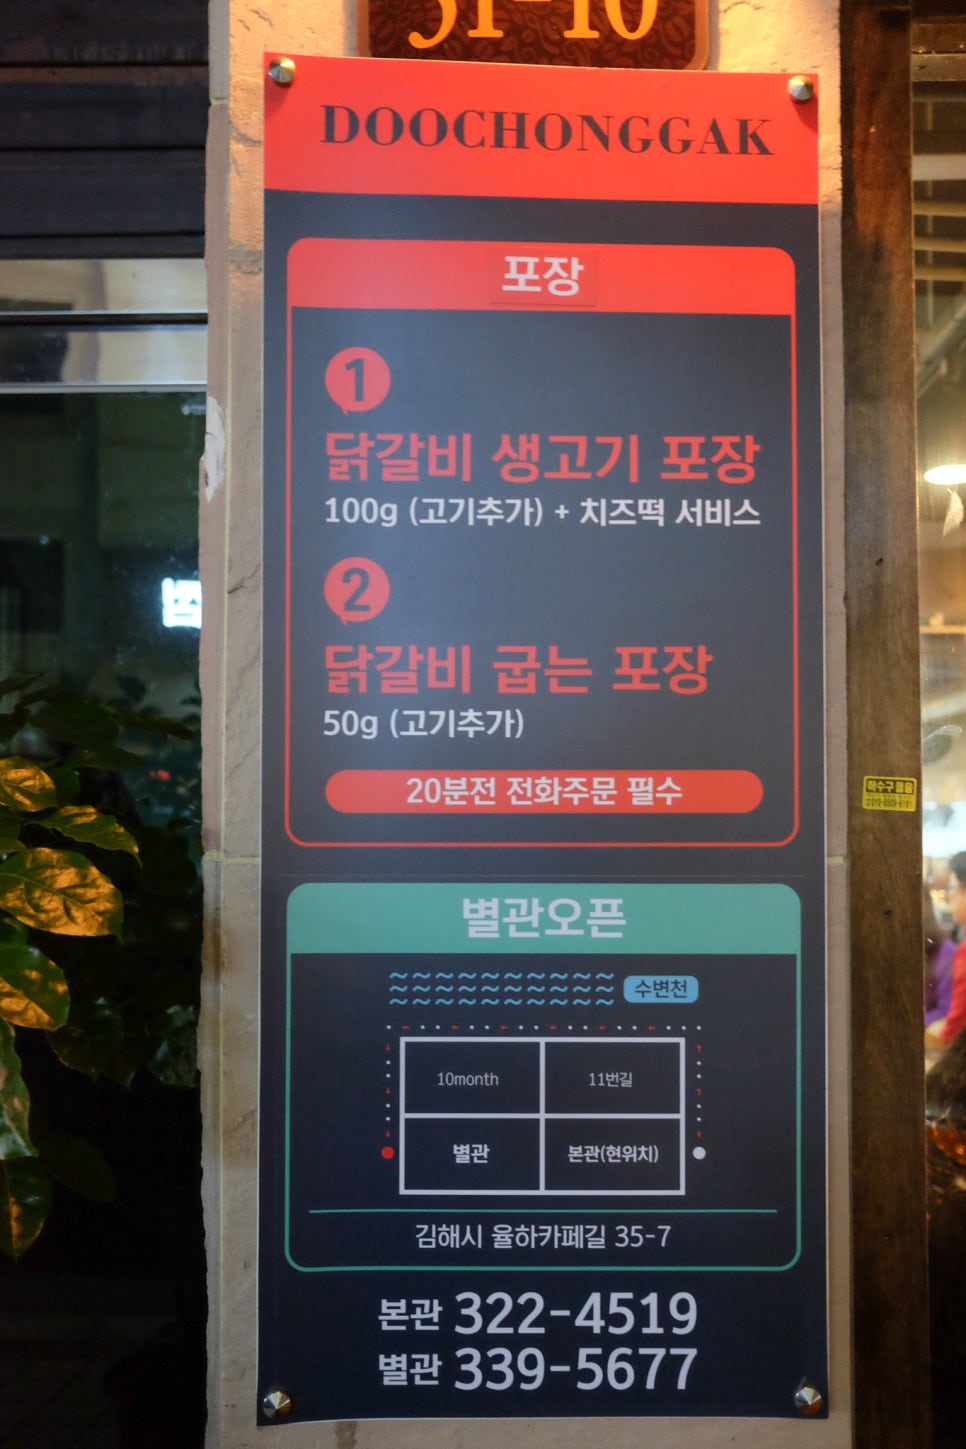 DOOCHONGGAK
포장
1
닭갈비 생고기 포장
100g (고기추가) + 치즈떡 서비스
2
닭갈비 굽는 포장
50g (고기추가)
20분전 전화주문 필수
별관오픈
수변천
10month 11번길
별관 본관(현위치)
김해시 율하카페길 35-7
본관 322-4519
별관 339-5677